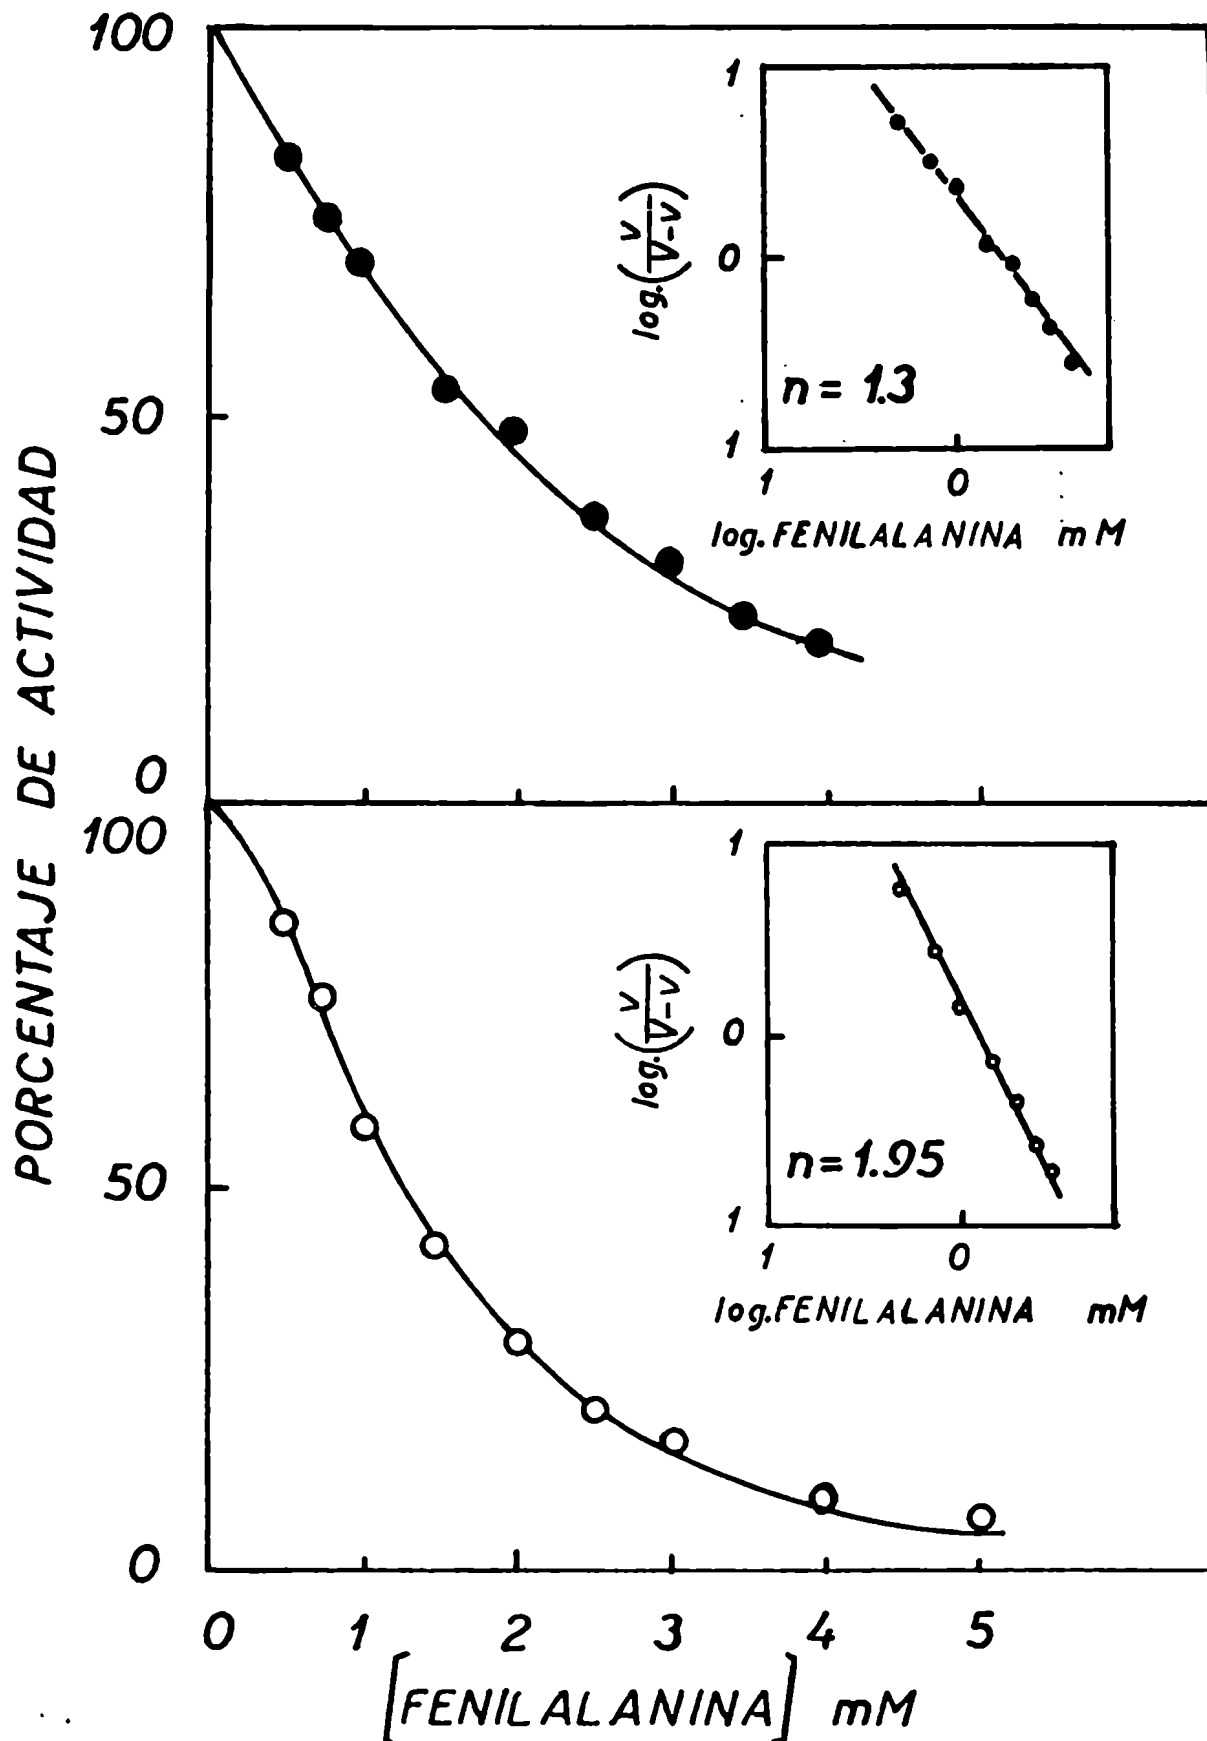 PORCENTAJE DE ACTIVIDAD
100
50
0
log. (v/V-v)
1
0
1
n = 1.3
1 0
log. FENILALANINA mM
100
50
0
log. (v/V-v)
1
0
1
n = 1.95
1 0
log. FENILALANINA mM
0 1 2 3 4 5
[FENILALANINA] mM